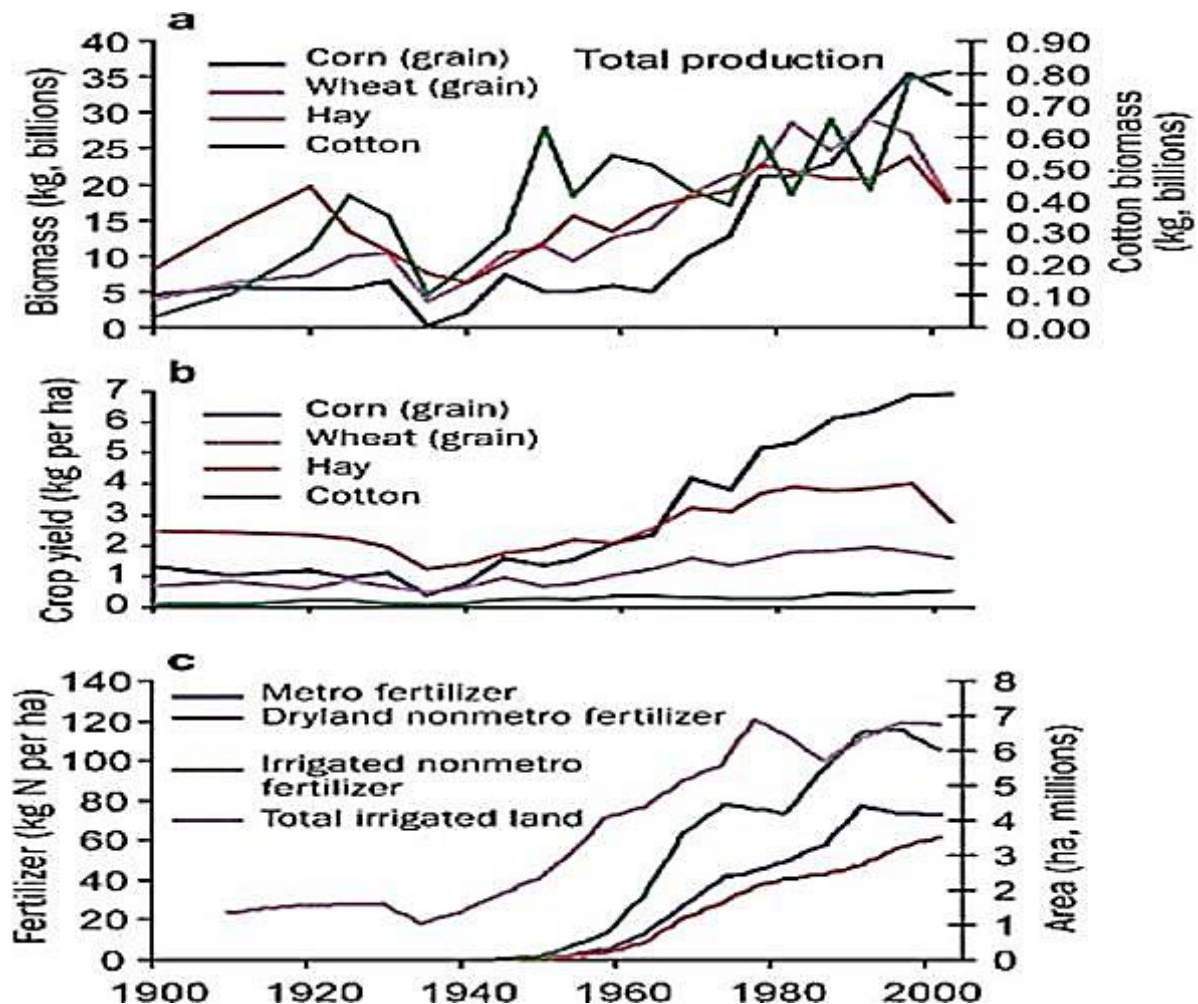 a
40
35
30
25
20
15
10
5
0
Biomass (kg, billions)
Corn (grain)
Wheat (grain)
Hay
Cotton
Total production
0.90
0.80
0.70
0.60
0.50
0.40
0.30
0.20
0.10
0.00
Cotton biomass
(kg, billions)
b
7
6
5
4
3
2
1
0
Crop yield (kg per ha)
Corn (grain)
Wheat (grain)
Hay
Cotton
c
140
120
100
80
60
40
20
0
Fertilizer (kg N per ha)
Metro fertilizer
Dryland nonmetro fertilizer
Irrigated nonmetro
fertilizer
Total irrigated land
8
7
6
5
4
3
2
1
0
Area (ha, millions)
1900 1920 1940 1960 1980 2000